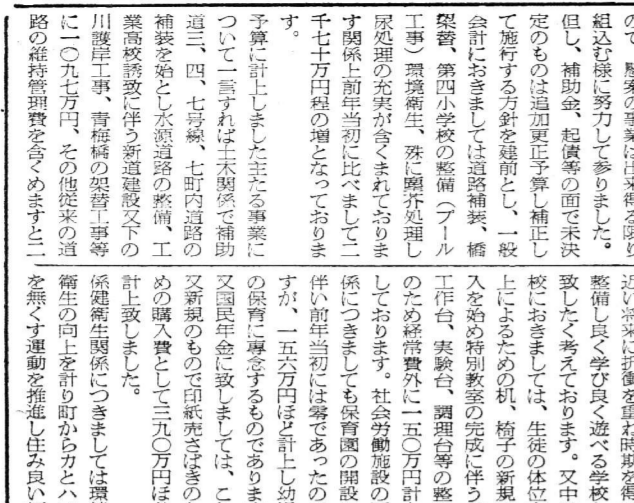 ので、懸案の事業は出来得る限り
組込む様に努力して参りました。
但し、補助金、起債等の面で未決
定のものは追加更正予算し補正し
て施行する方針を建前とし、一般
会計におきましては道路補装、橋
架替、第四小学校の整備（プール
工事）環境衛生、殊に塵芥処理し
尿処理の充実が含くまれておりま
す関係上前年当初に比べまして二
千七十万円程の増となっておりま
す。
予算に計上しました主たる事業に
ついて一言すれば土木関係で補助
道三、四、七号線、七町内道路の
補装を始めとし水源道路の整備、工
業高校誘致に伴う新道建設又下の
川護岸工事、青梅橋の架替工事等
に一〇九七万円、その他従来の道
路の維持管理費を含くめますと二
近い将来に折衝を重ね時期を
整備し良く学び良く遊べる学校
致したく考えております。又中
校におきましては、生徒の体位
上によるための机、椅子の新規
入を始め特別教室の完成に伴う
工作台、実験台、調理台等の整
のため経常費外に一五〇万円計
しております。社会労働施設の
係につきましても保育園の開設
伴い前年当初には零であったの
すが、一五六万円ほど計上し幼
の保育に専念するものでありま
又国民年金に致しましては、こ
又新規のもので印紙売さばきの
めの購入費として三九〇万円ほ
計上致しました。
係健衛生関係につきましては環
衛生の向上を計り町からカとハ
を無くす運動を推進し住み良い